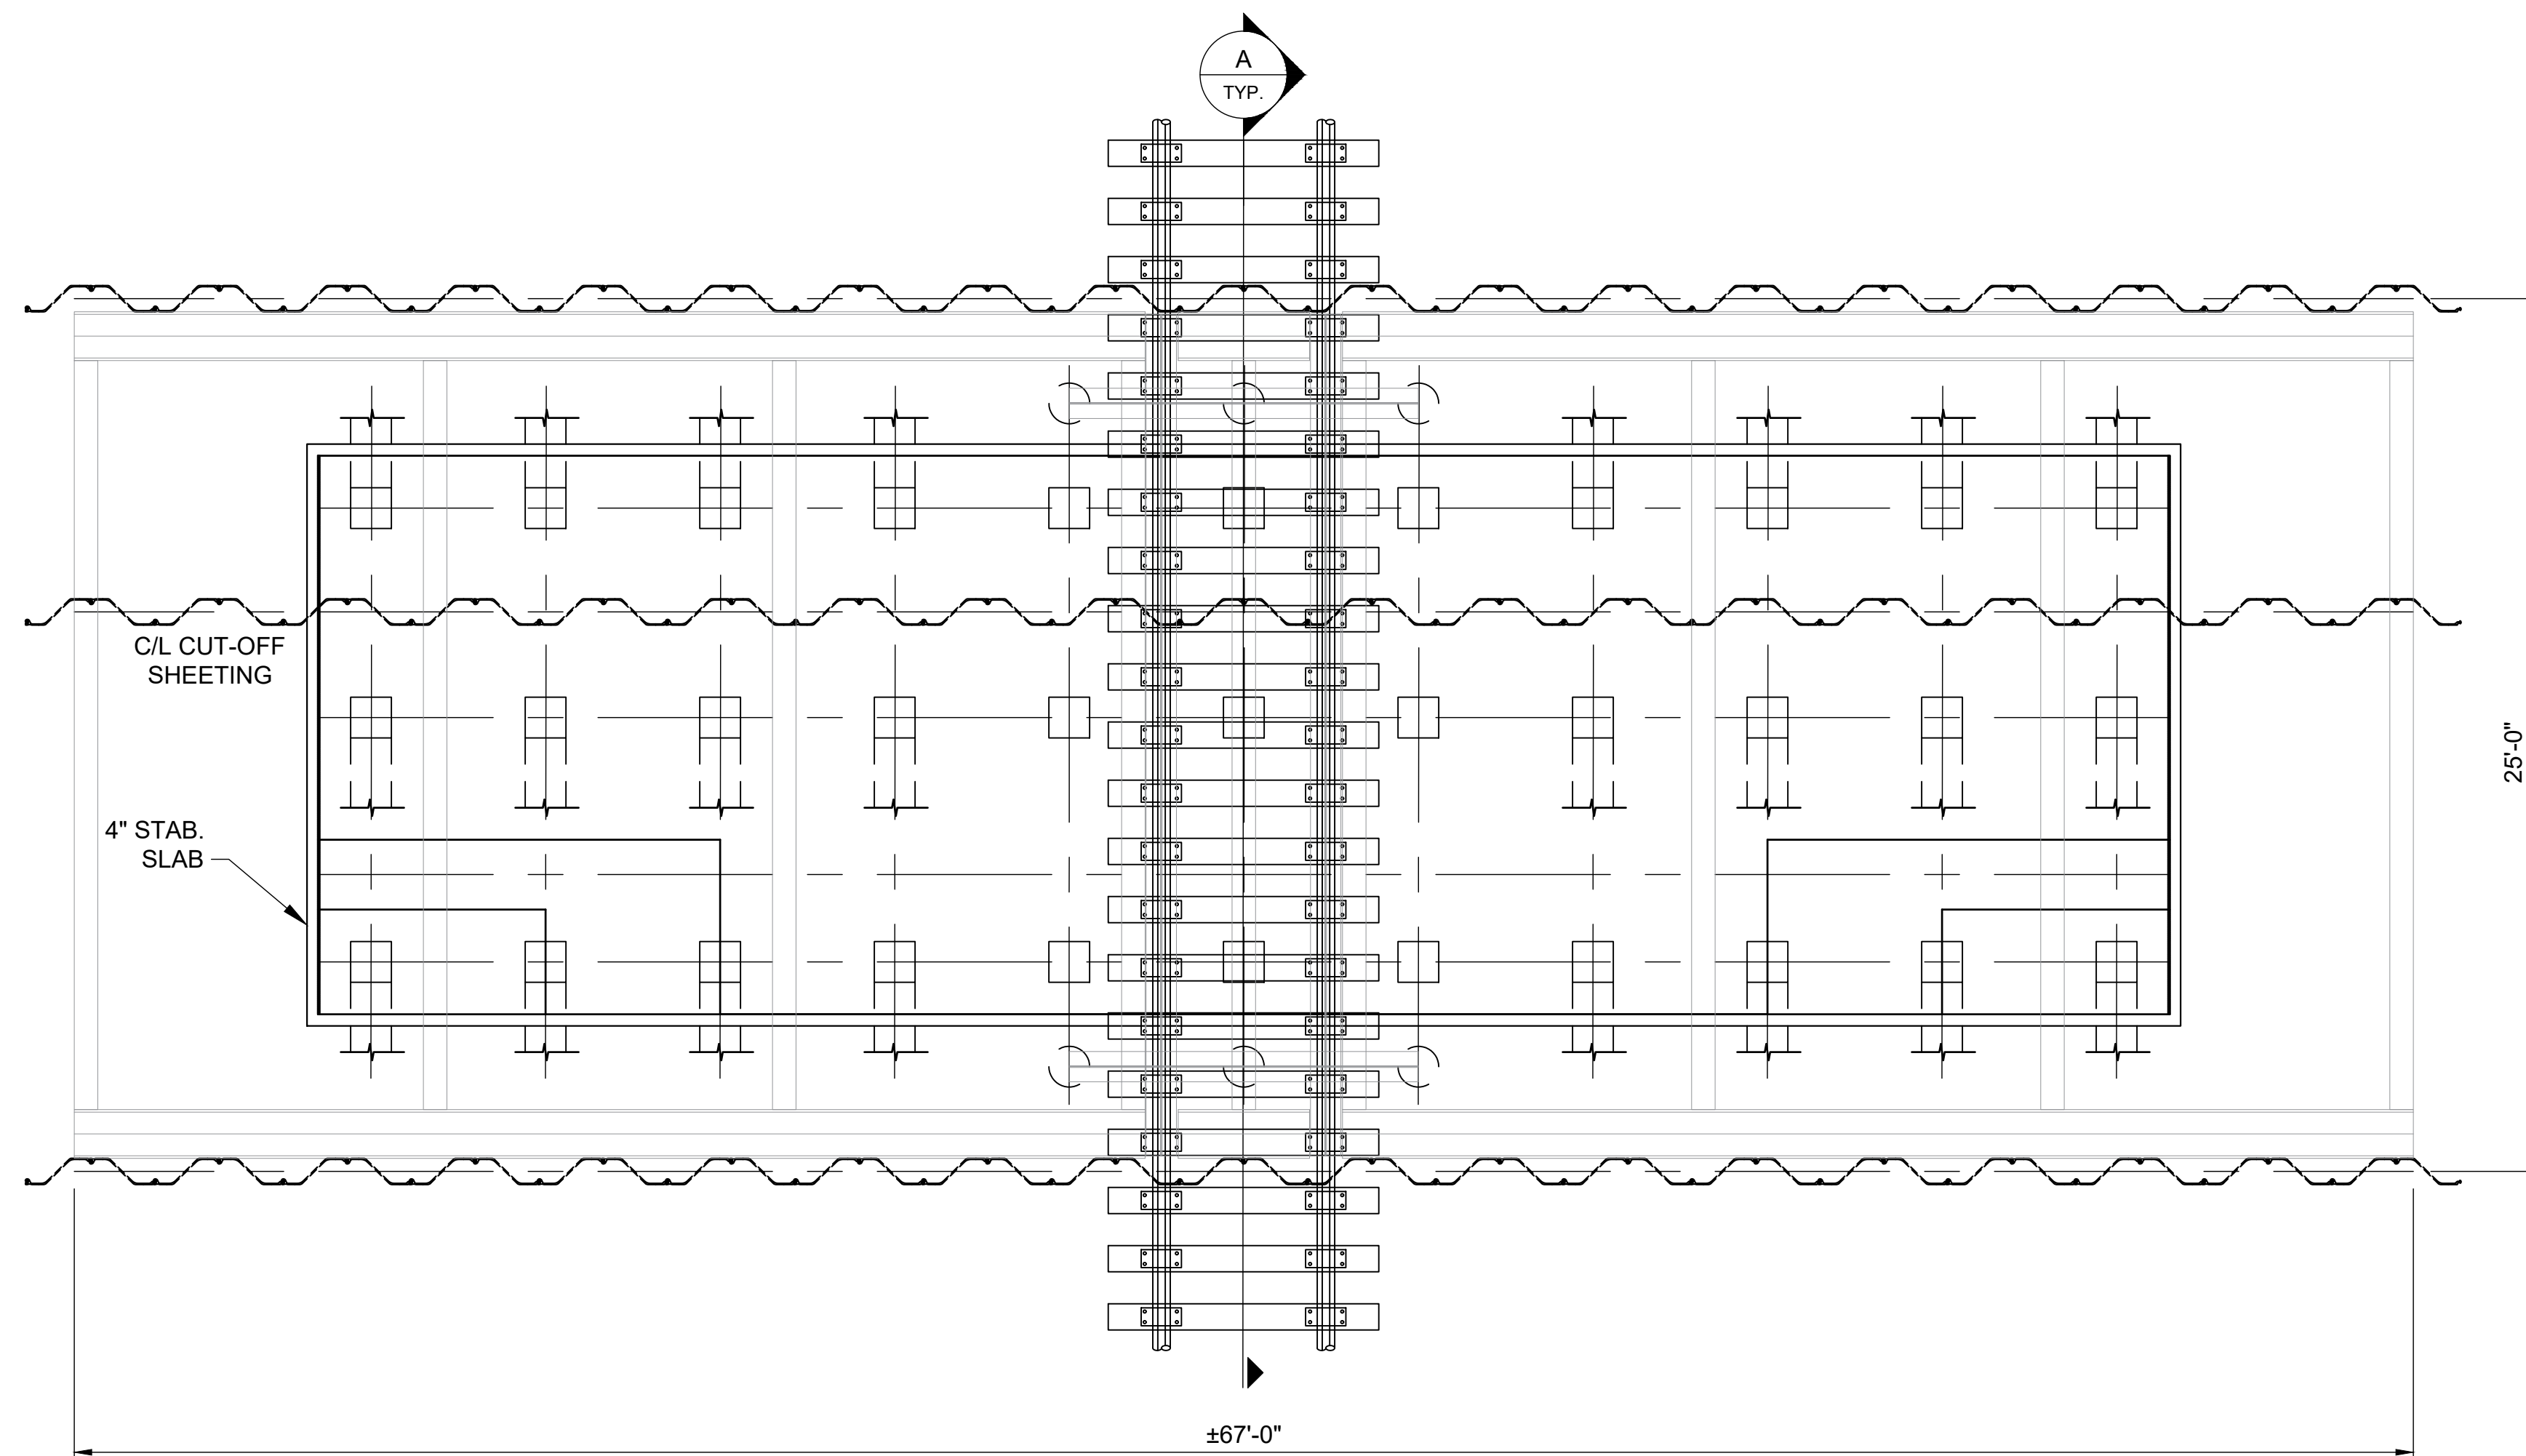 A
TYP.
C/L CUT-OFF
SHEETING
25'-0"
4" STAB.
SLAB
±67'-0"